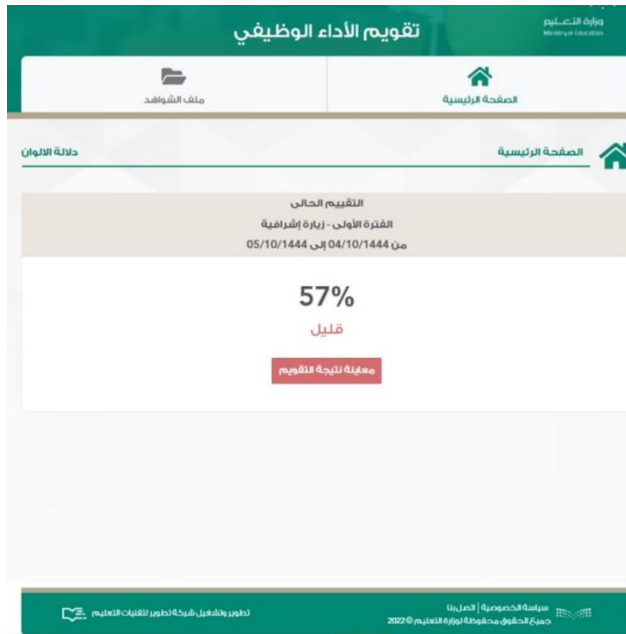 وزارة التعليم
Ministry of Education
تقويم الأداء الوظيفي
الصفحة الرئيسية
ملف الشواهد
الصفحة الرئيسية
دلالة الالوان
التقييم الحالى
الفترة الأولى - زيارة إشرافية
من 04/10/1444 إلى 05/10/1444
57%
قليل
معاينة نتيجة التقويم
سياسة الخصوصية | اتصل بنا
جميع الحقوق محفوظة لوزارة التعليم © 2022
تطوير وتشغيل شركة تطوير لتقنيات التعليم